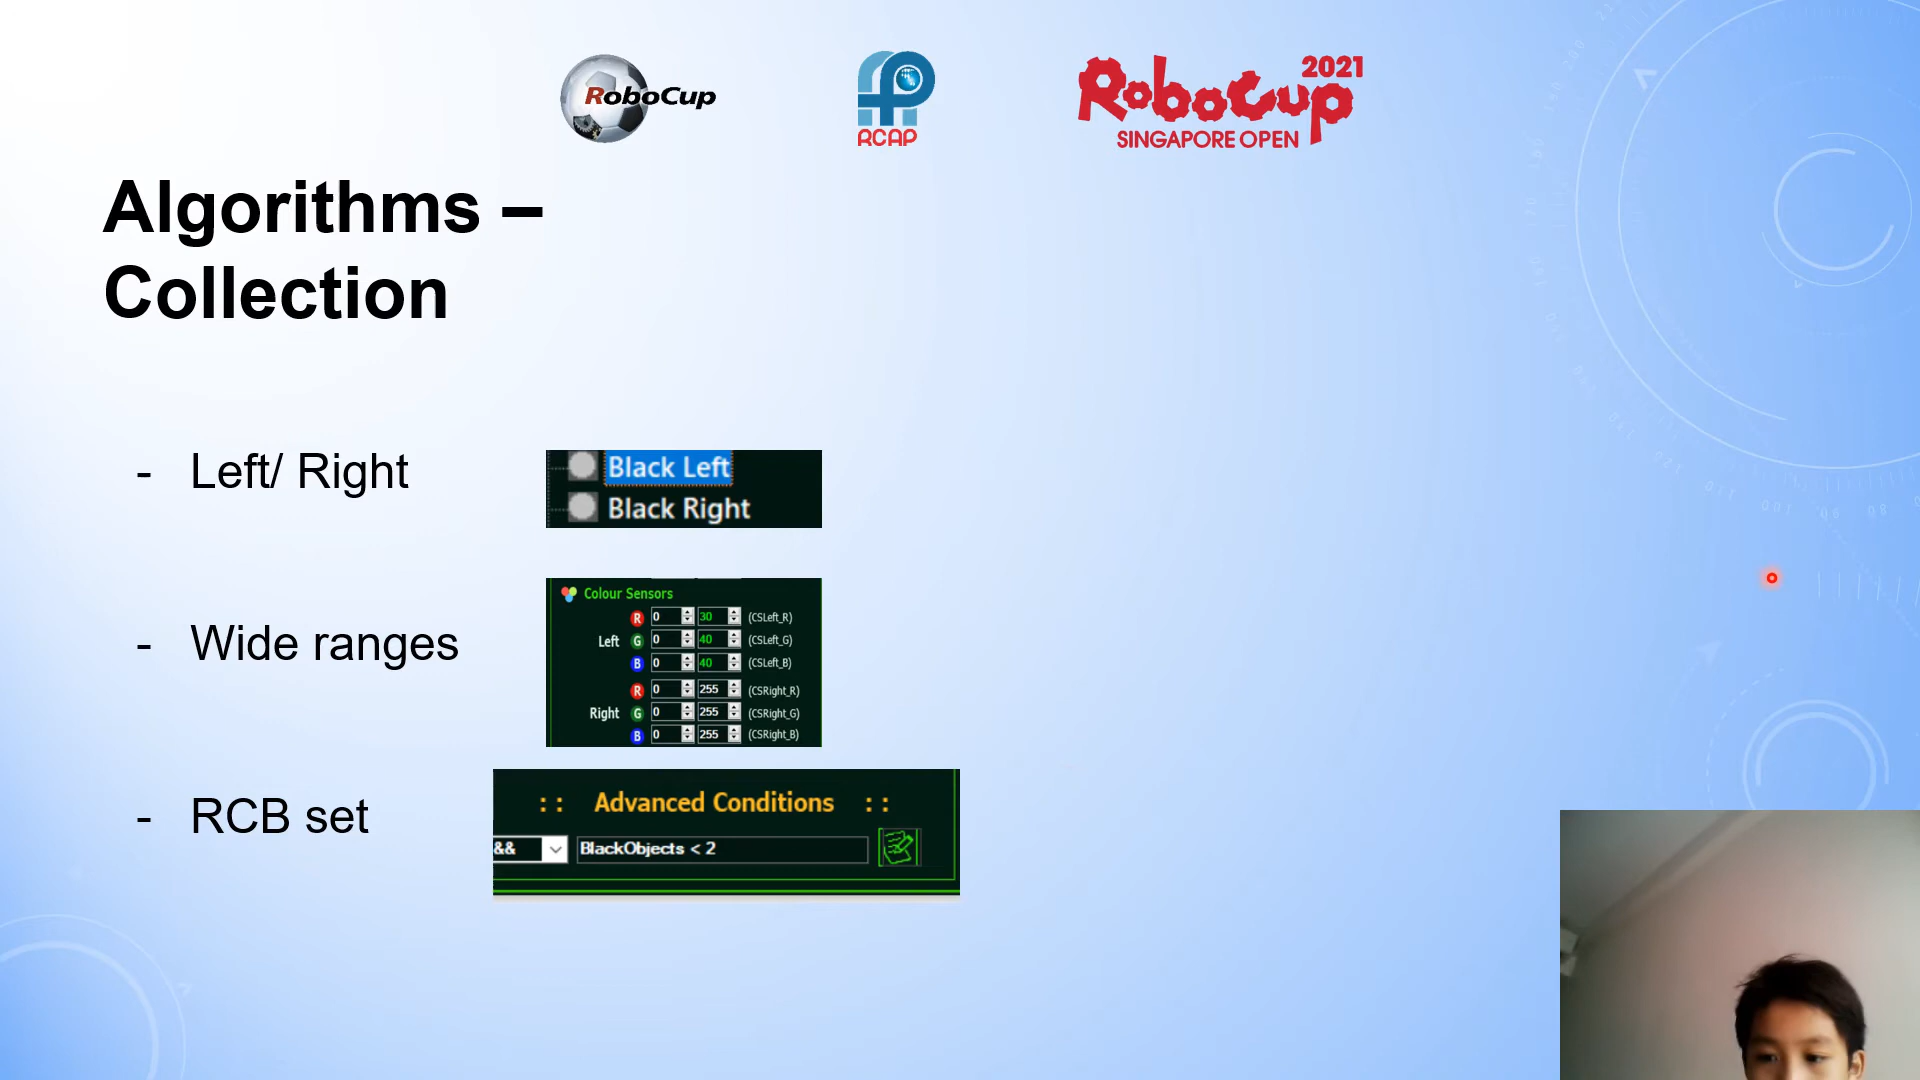 RoboCup
RCAP
2021
RoboCup
SINGAPORE OPEN
Algorithms –
Collection
- Left/ Right
Black Left
Black Right
- Wide ranges
Colour Sensors
R 0 30 (CSLeft_R)
Left G 0 40 (CSLeft_G)
B 0 40 (CSLeft_B)
R 0 255 (CSRight_R)
Right G 0 255 (CSRight_G)
B 0 255 (CSRight_B)
- RCB set
:: Advanced Conditions ::
&& BlackObjects < 2